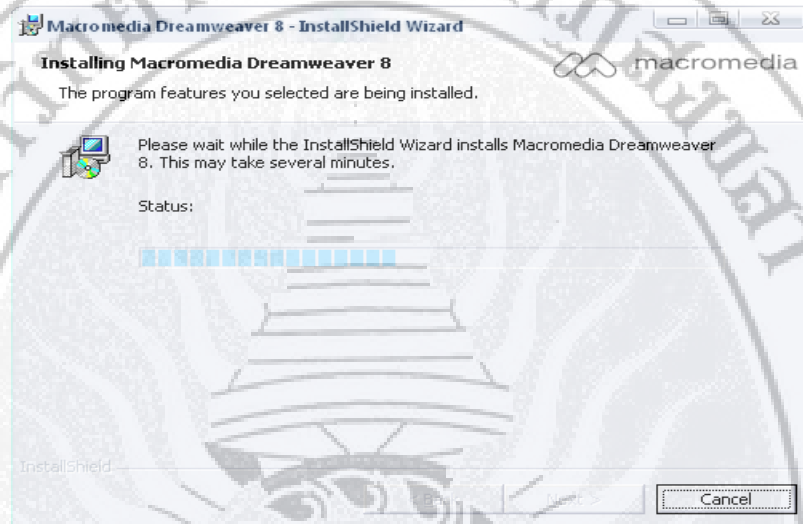 Macromedia Dreamweaver 8 - InstallShield Wizard
Installing Macromedia Dreamweaver 8
macromedia
The program features you selected are being installed.
Please wait while the InstallShield Wizard installs Macromedia Dreamweaver
8. This may take several minutes.
Status:
InstallShield
Cancel